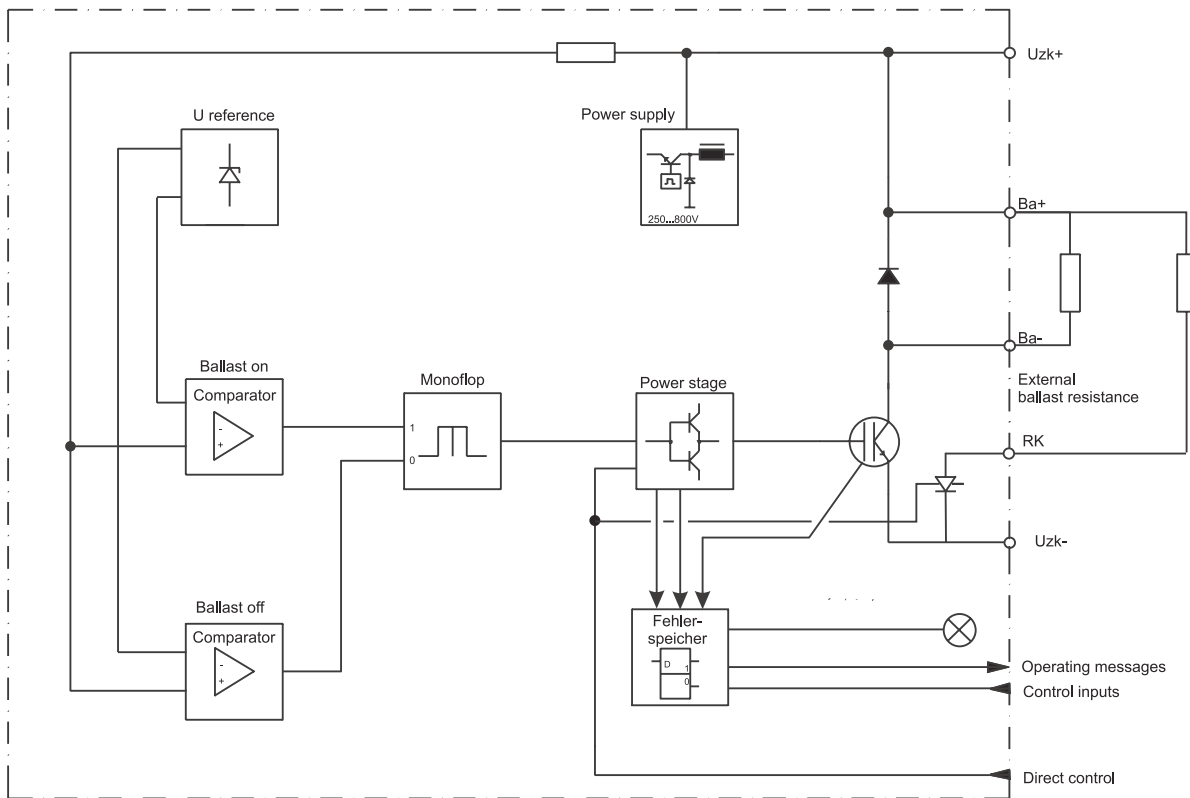 Uzk+
U reference
Power supply
250...800V
Ba+
Ba-
External
ballast resistance
Ballast on
Comparator
-
+
Monoflop
1
0
Power stage
RK
Uzk-
Ballast off
Comparator
-
+
Fehler-
speicher
D
1
0
Operating messages
Control inputs
Direct control